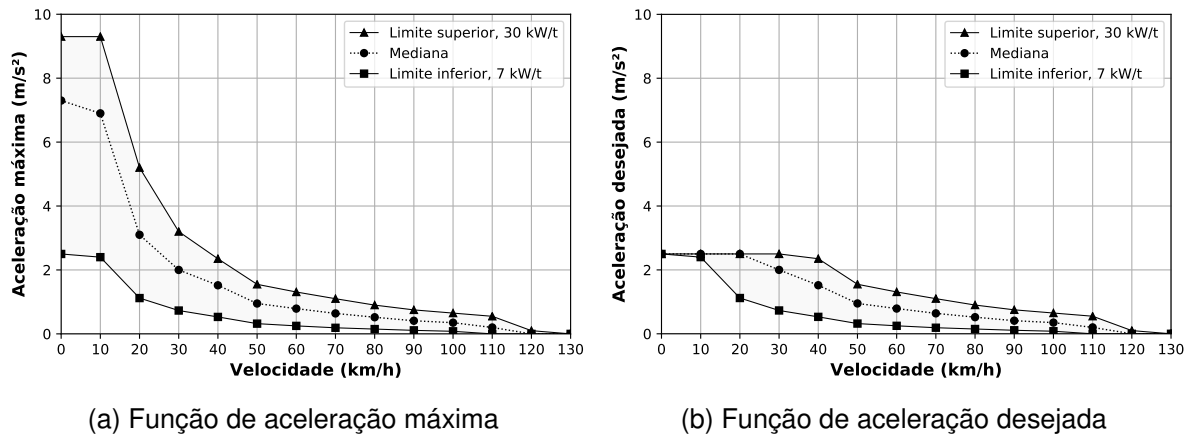 10
8
6
4
2
0
Aceleração máxima (m/s²)
Limite superior, 30 kW/t
Mediana
Limite inferior, 7 kW/t
0 10 20 30 40 50 60 70 80 90 100 110 120 130
Velocidade (km/h)
(a) Função de aceleração máxima
10
8
6
4
2
0
Aceleração desejada (m/s²)
Limite superior, 30 kW/t
Mediana
Limite inferior, 7 kW/t
0 10 20 30 40 50 60 70 80 90 100 110 120 130
Velocidade (km/h)
(b) Função de aceleração desejada